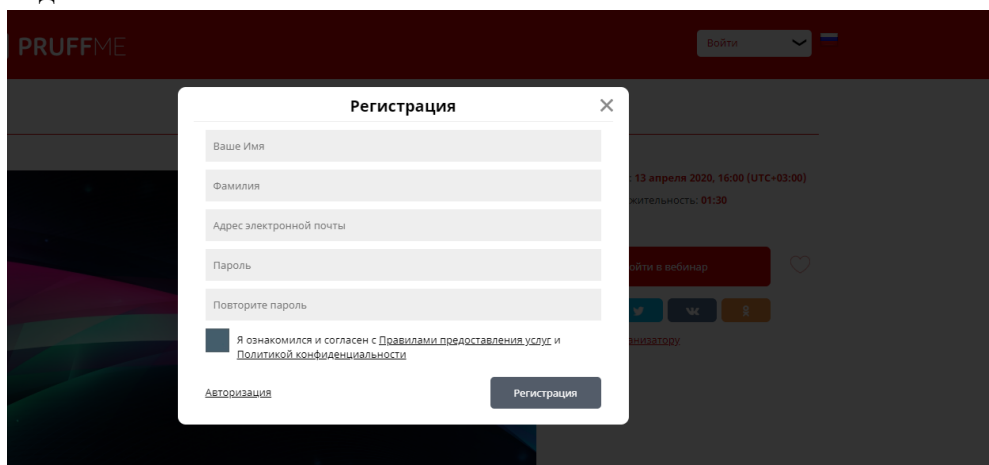 PRUFFME
Войти
Регистрация
Ваше Имя
Фамилия
: 13 апреля 2020, 16:00 (UTC+03:00)
жительность: 01:30
Адрес электронной почты
Пароль
ойти в вебинар
Повторите пароль
Я ознакомился и согласен с Правилами предоставления услуг и
Политикой конфиденциальности
анизатору
Авторизация
Регистрация